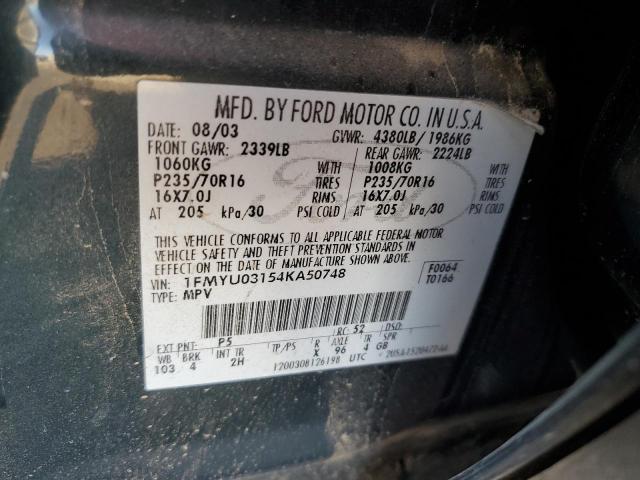 MFD. BY FORD MOTOR CO. IN U.S.A.
DATE: 08/03 GVWR: 4380LB/1986KG
FRONT GAWR: 2339LB REAR GAWR: 2224LB
1060KG WITH 1008KG WITH
P235/70R16 TIRES P235/70R16 TIRES
16X7.0J RIMS 16X7.0J RIMS
AT 205 kPa/30 PSI COLD AT 205 kPa/30 PSI COLD
Ford
THIS VEHICLE CONFORMS TO ALL APPLICABLE FEDERAL MOTOR
VEHICLE SAFETY AND THEFT PREVENTION STANDARDS IN
EFFECT ON THE DATE OF MANUFACTURE SHOWN ABOVE.
VIN: 1FMYU03154KA50748 F0064
TYPE: MPV T0166
EXT PNT: P5 RC: 52 DSO:
WB BRK INT TR TP/PS R AXLE TR SPR
103 4 2H X 96 4 GB
1200308126198 UTC